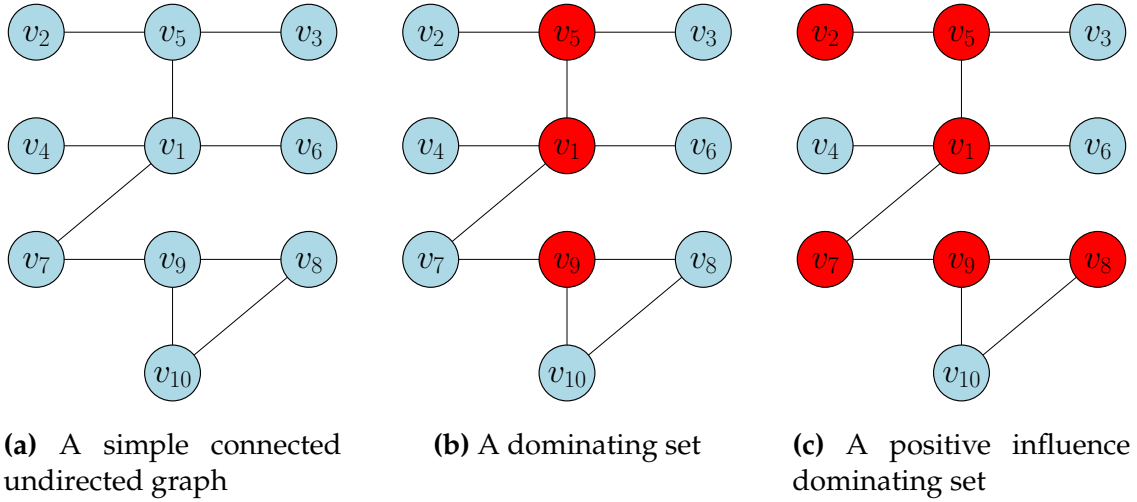 v2 v5 v3 v2 v5 v3 v2 v5 v3
v4 v1 v6 v4 v1 v6 v4 v1 v6
v7 v9 v8 v7 v9 v8 v7 v9 v8
v10 v10 v10
(a) A simple connected
undirected graph
(b) A dominating set
(c) A positive influence
dominating set